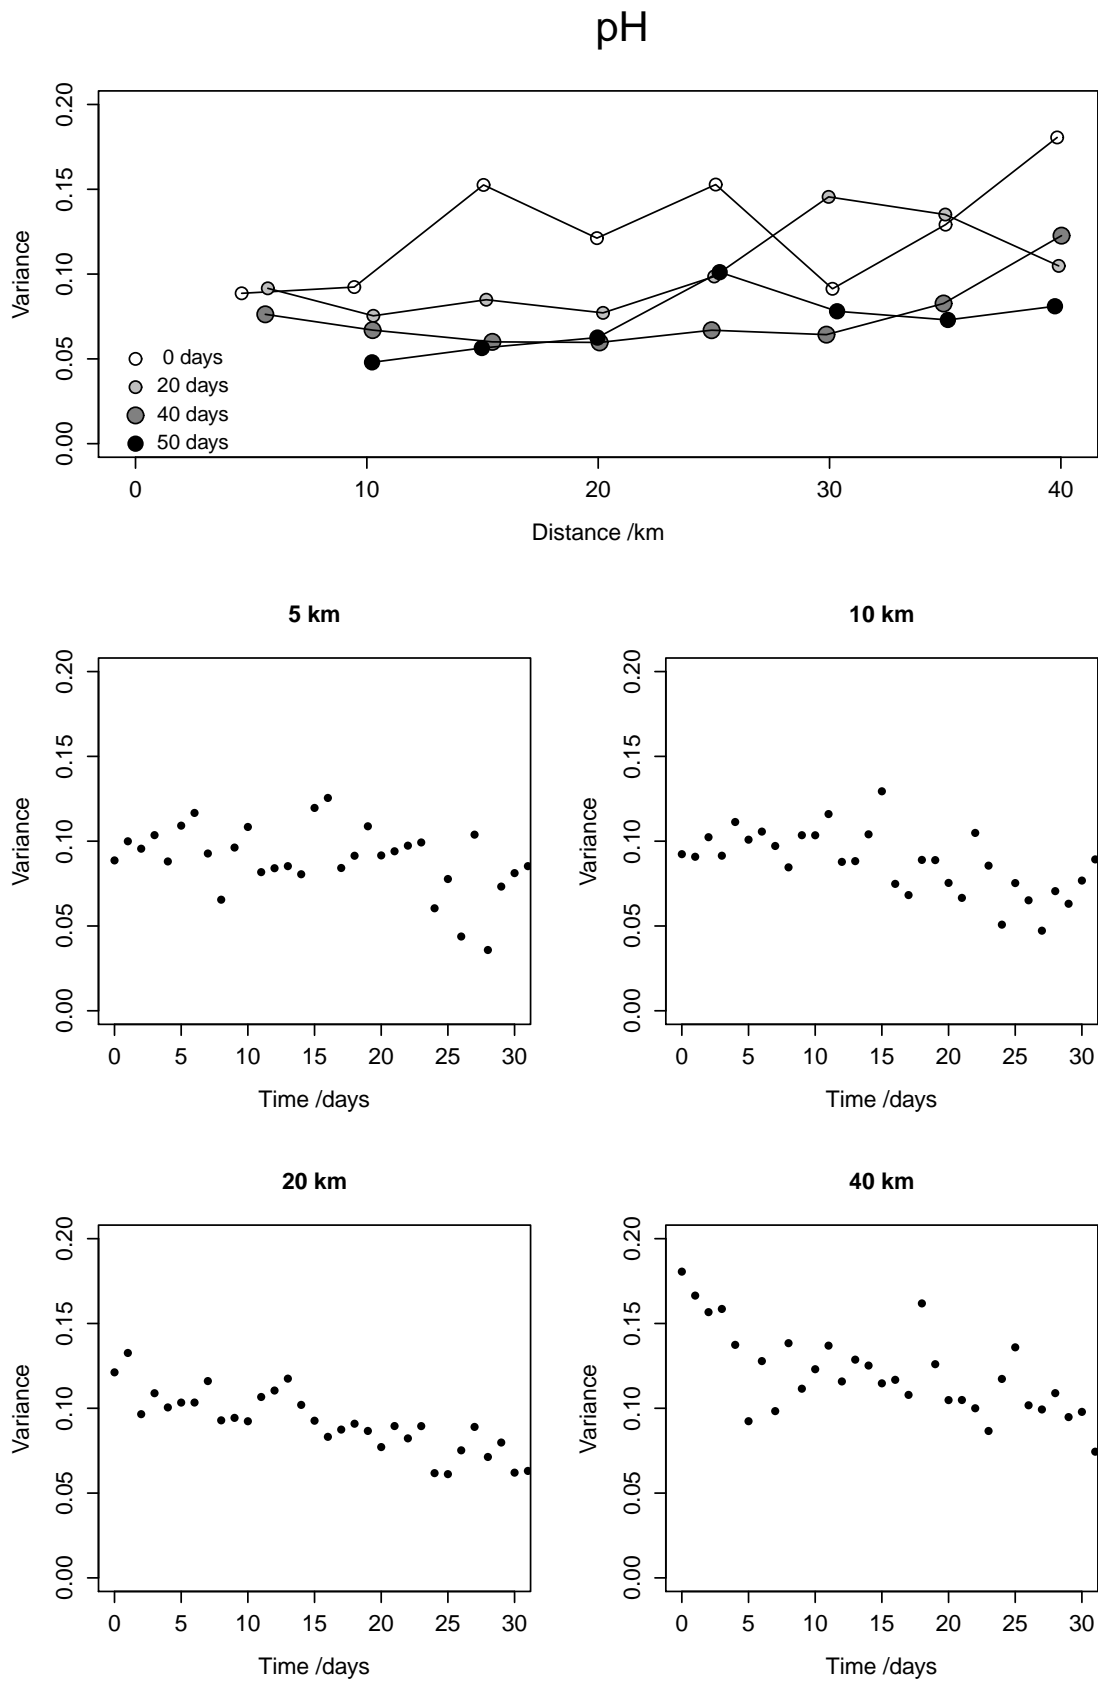 pH
Variance
0.00 0.05 0.10 0.15 0.20
0 days
20 days
40 days
50 days
0 10 20 30 40
Distance /km
5 km
Variance
0.00 0.05 0.10 0.15 0.20
0 5 10 15 20 25 30
Time /days
10 km
Variance
0.00 0.05 0.10 0.15 0.20
0 5 10 15 20 25 30
Time /days
20 km
Variance
0.00 0.05 0.10 0.15 0.20
0 5 10 15 20 25 30
Time /days
40 km
Variance
0.00 0.05 0.10 0.15 0.20
0 5 10 15 20 25 30
Time /days